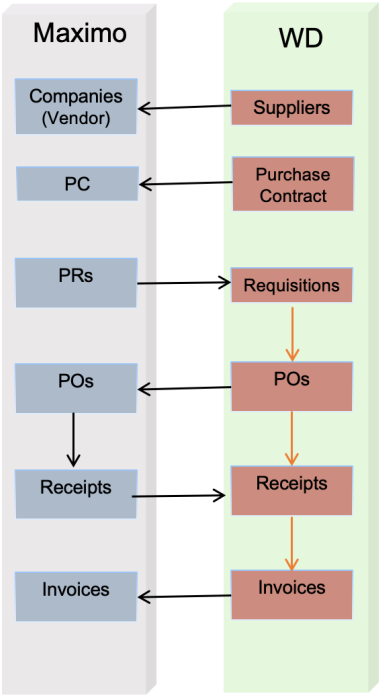 Maximo
WD
Companies
(Vendor)
Suppliers
PC
Purchase
Contract
PRs
Requisitions
POs
POs
Receipts
Receipts
Invoices
Invoices